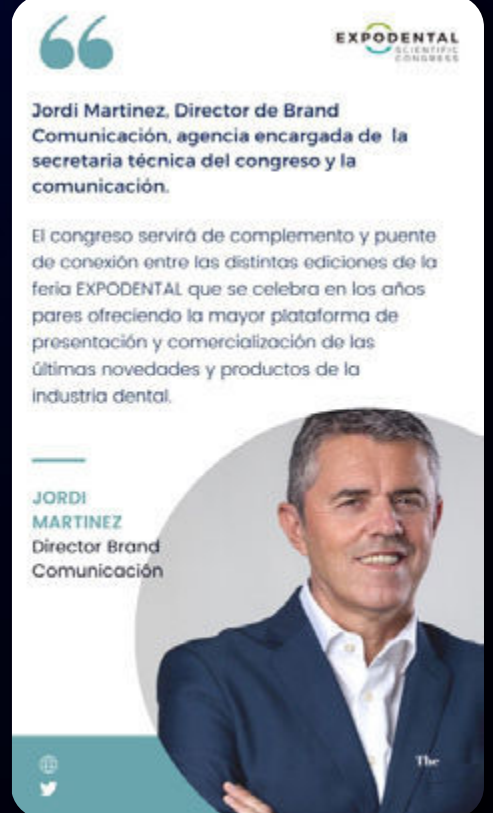 EXPODENTAL
SCIENTIFIC
CONGRESS
Jordi Martinez, Director de Brand
Comunicación, agencia encargada de la
secretaria técnica del congreso y la
comunicación.
El congreso servirá de complemento y puente
de conexión entre las distintas ediciones de la
feria EXPODENTAL que se celebra en los años
pares ofreciendo la mayor plataforma de
presentación y comercialización de las
últimas novedades y productos de la
industria dental.
JORDI
MARTINEZ
Director Brand
Comunicación
The